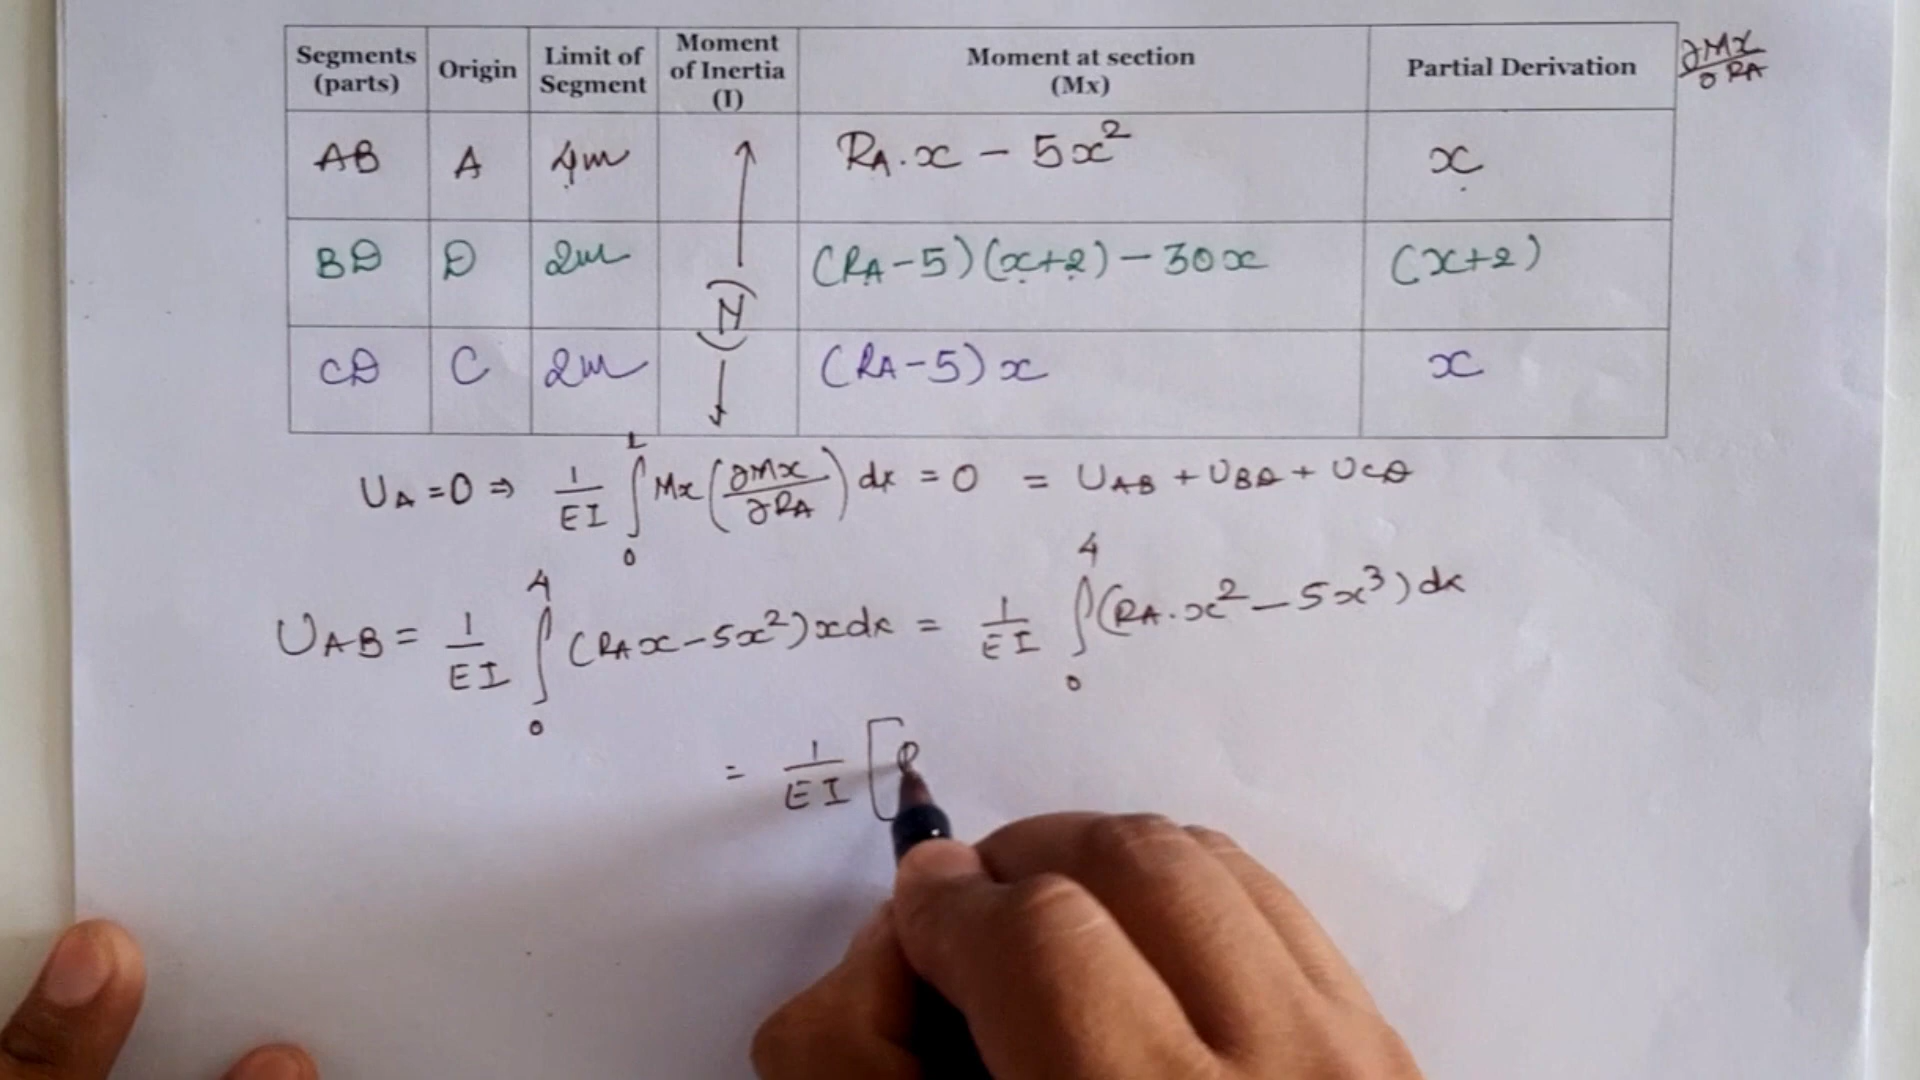 Segments (parts) Origin Limit of Segment Moment of Inertia (I) Moment at section (Mx) Partial Derivation ∂Mx/∂RA
AB A 4m RA.x − 5x²  x
BD D 2m (RA−5)(x+2)−30x (x+2)
(I)
CD C 2m (RA−5)x x
UA=0 ⇒ 1/EI ∫₀ᴸ Mx(∂Mx/∂RA)dx = 0 = UAB + UBD + UCD
UAB = 1/EI ∫₀⁴ (RAx−5x²)xdx = 1/EI ∫₀⁴ (RA.x²−5x³)dx
= 1/EI [R